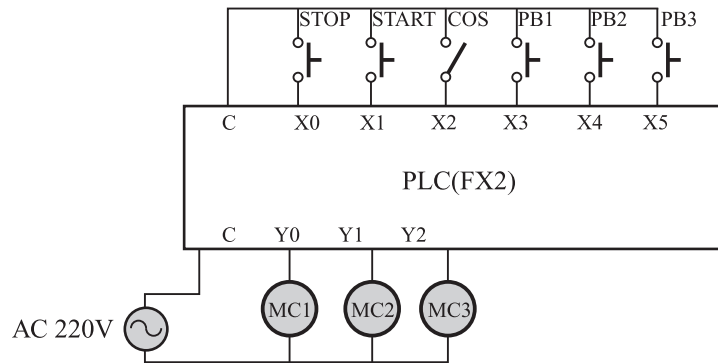 STOP START COS PB1 PB2 PB3
C X0 X1 X2 X3 X4 X5
PLC(FX2)
C Y0 Y1 Y2
MC1 MC2 MC3
AC 220V